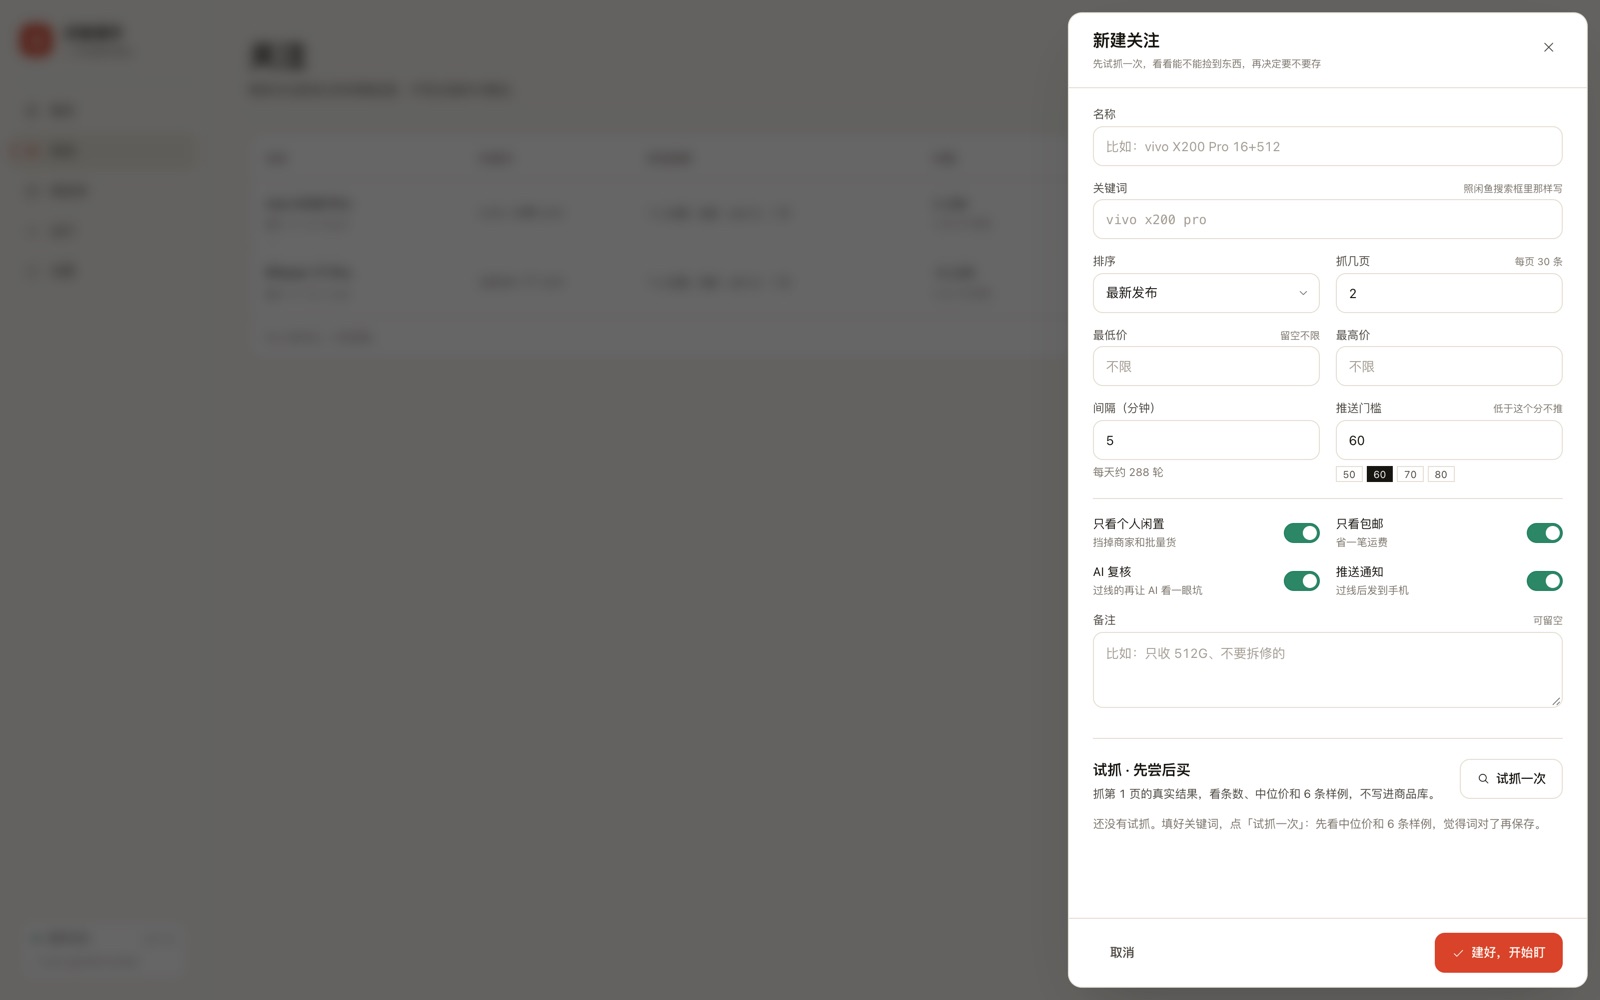 新建关注
先试抓一次，看看能不能捡到东西，再决定要不要存
名称
比如：vivo X200 Pro 16+512
关键词
照闲鱼搜索框里那样写
vivo x200 pro
排序
抓几页
每页 30 条
最新发布
2
最低价
留空不限
最高价
不限
不限
间隔（分钟）
推送门槛
低于这个分不推
5
60
每天约 288 轮
50
60
70
80
只看个人闲置
挡掉商家和批量货
只看包邮
省一笔运费
AI 复核
过线的再让 AI 看一眼坑
推送通知
过线后发到手机
备注
可留空
比如：只收 512G、不要拆修的
试抓 · 先尝后买
抓第 1 页的真实结果，看条数、中位价和 6 条样例，不写进商品库。
试抓一次
还没有试抓。填好关键词，点「试抓一次」：先看中位价和 6 条样例，觉得词对了再保存。
取消
建好，开始盯